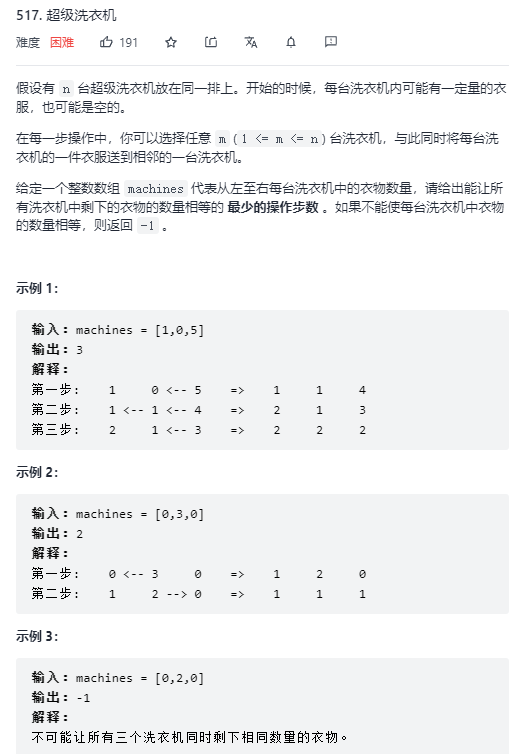 517. 超级洗衣机
难度 困难 191
假设有 n 台超级洗衣机放在同一排上。开始的时候，每台洗衣机内可能有一定量的衣
服，也可能是空的。
在每一步操作中，你可以选择任意 m (1 <= m <= n) 台洗衣机，与此同时将每台洗
衣机的一件衣服送到相邻的一台洗衣机。
给定一个整数数组 machines 代表从左至右每台洗衣机中的衣物数量，请给出能让所
有洗衣机中剩下的衣物的数量相等的 最少的操作步数 。如果不能使每台洗衣机中衣物
的数量相等，则返回 -1 。
示例 1：
输入：machines = [1,0,5]
输出：3
解释：
第一步： 1 0 <-- 5 => 1 1 4
第二步： 1 <-- 1 <-- 4 => 2 1 3
第三步： 2 1 <-- 3 => 2 2 2
示例 2：
输入：machines = [0,3,0]
输出：2
解释：
第一步： 0 <-- 3 0 => 1 2 0
第二步： 1 2 --> 0 => 1 1 1
示例 3：
输入：machines = [0,2,0]
输出：-1
解释：
不可能让所有三个洗衣机同时剩下相同数量的衣物。